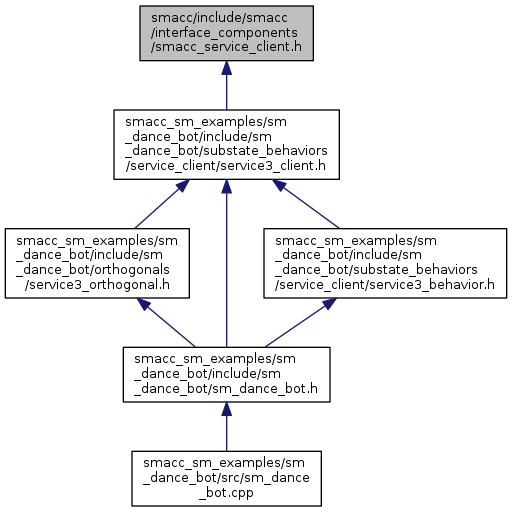 smacc/include/smacc
/interface_components
/smacc_service_client.h
smacc_sm_examples/sm
_dance_bot/include/sm
_dance_bot/substate_behaviors
/service_client/service3_client.h
smacc_sm_examples/sm
_dance_bot/include/sm
_dance_bot/orthogonals
/service3_orthogonal.h
smacc_sm_examples/sm
_dance_bot/include/sm
_dance_bot/substate_behaviors
/service_client/service3_behavior.h
smacc_sm_examples/sm
_dance_bot/include/sm
_dance_bot/sm_dance_bot.h
smacc_sm_examples/sm
_dance_bot/src/sm_dance
_bot.cpp